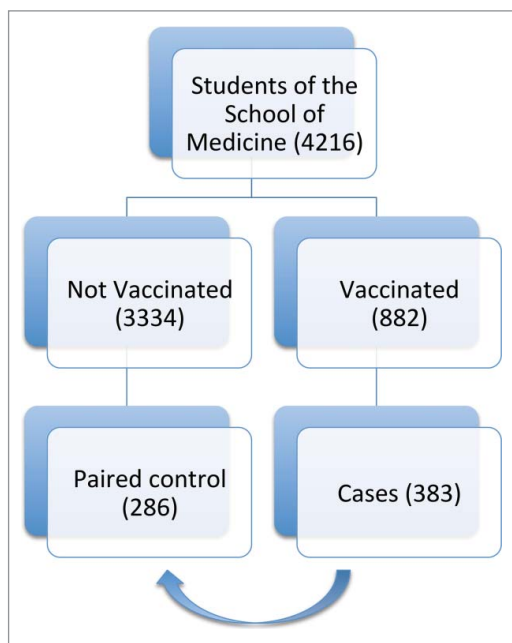 Students of the
School of
Medicine (4216)
Not Vaccinated
(3334)
Vaccinated
(882)
Paired control
(286)
Cases (383)